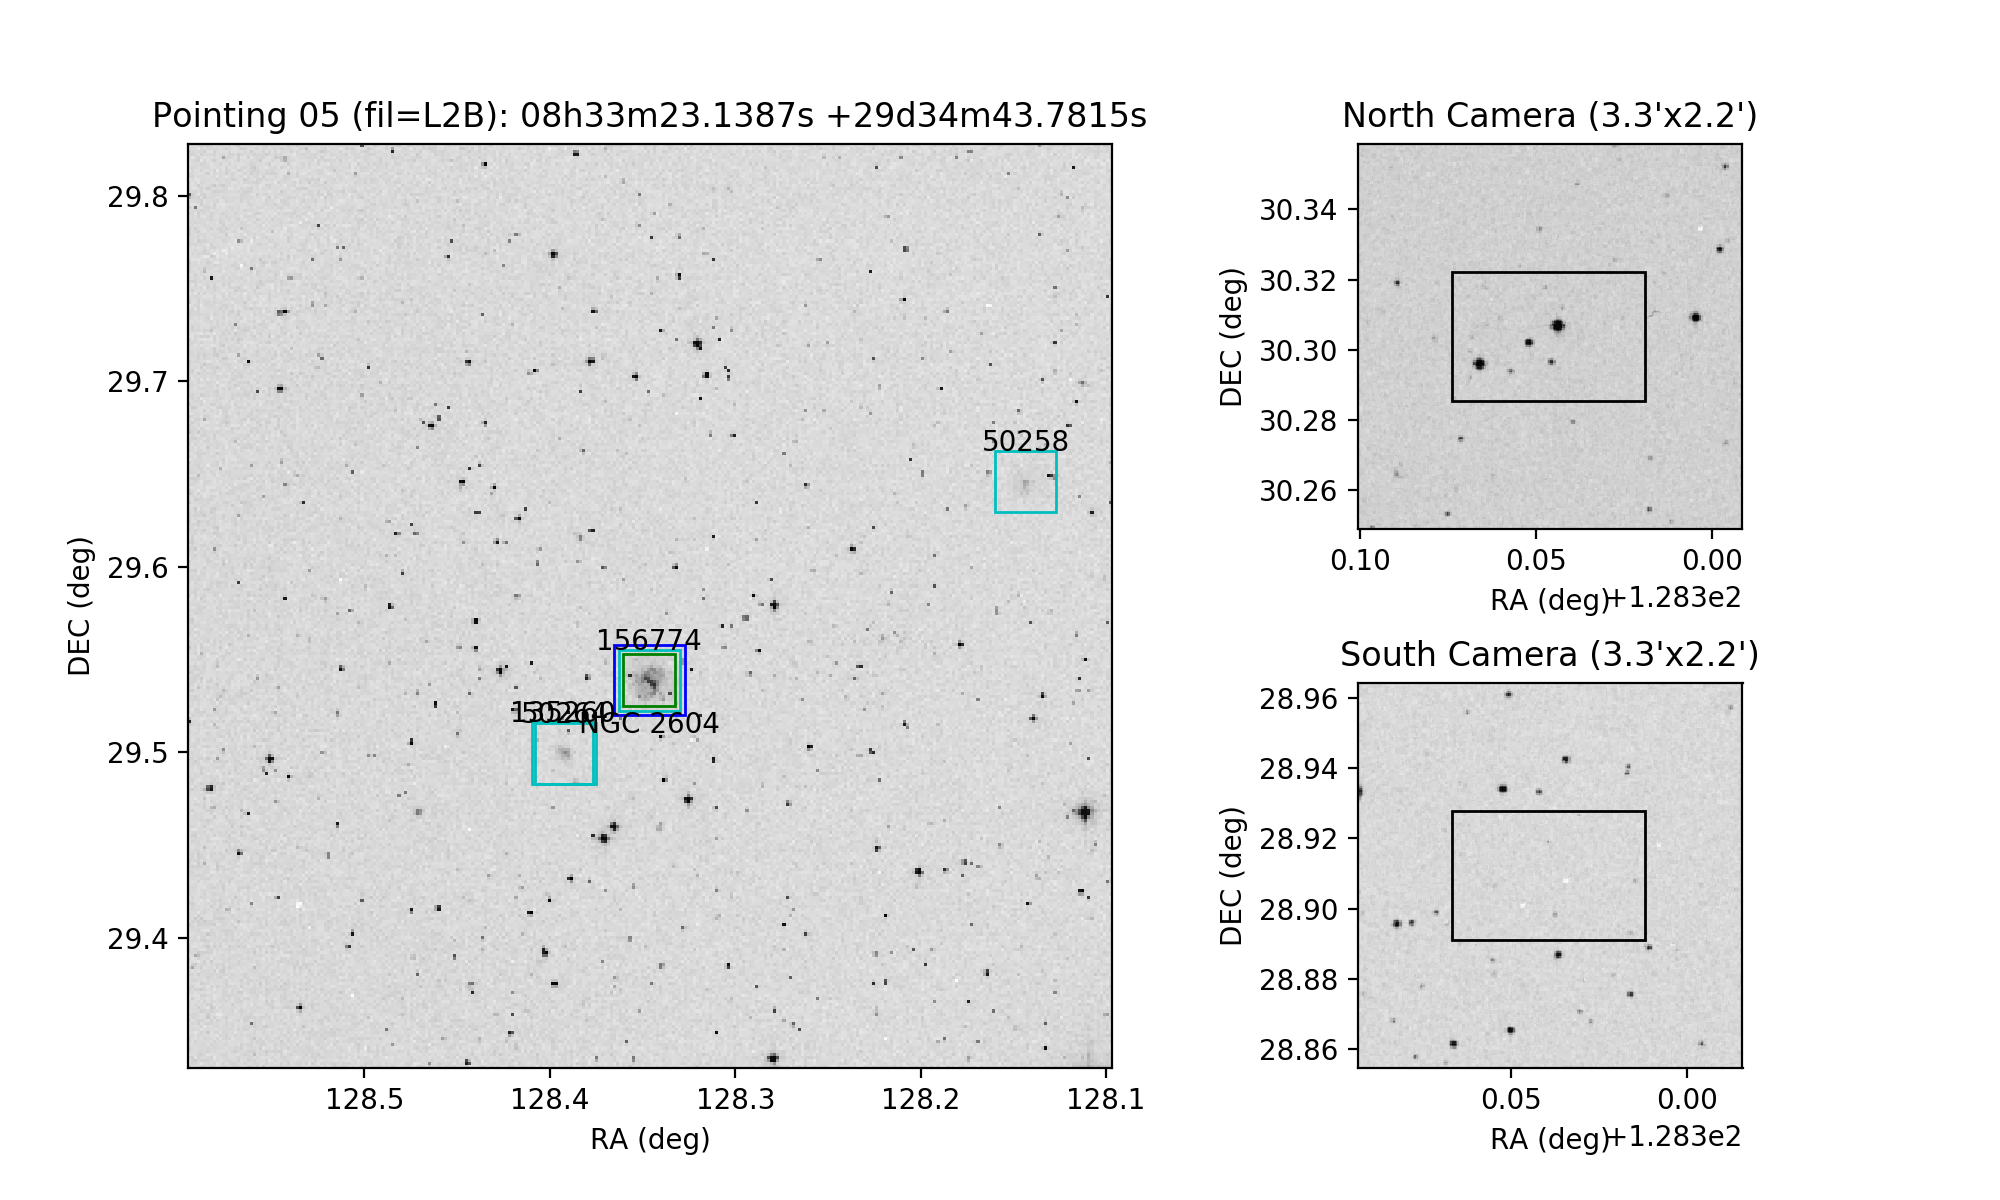 Pointing 05 (fil=L2B): 08h33m23.1387s +29d34m43.7815s
29.8
29.7
29.6
29.5
29.4
DEC (deg)
50258
156774
NGC 2604
128.5 128.4 128.3 128.2 128.1
RA (deg)
North Camera (3.3'x2.2')
30.34
30.32
30.30
30.28
30.26
DEC (deg)
0.10 0.05 0.00
RA (deg)
+1.283e2
South Camera (3.3'x2.2')
28.96
28.94
28.92
28.90
28.88
28.86
DEC (deg)
0.05 0.00
RA (deg)
+1.283e2